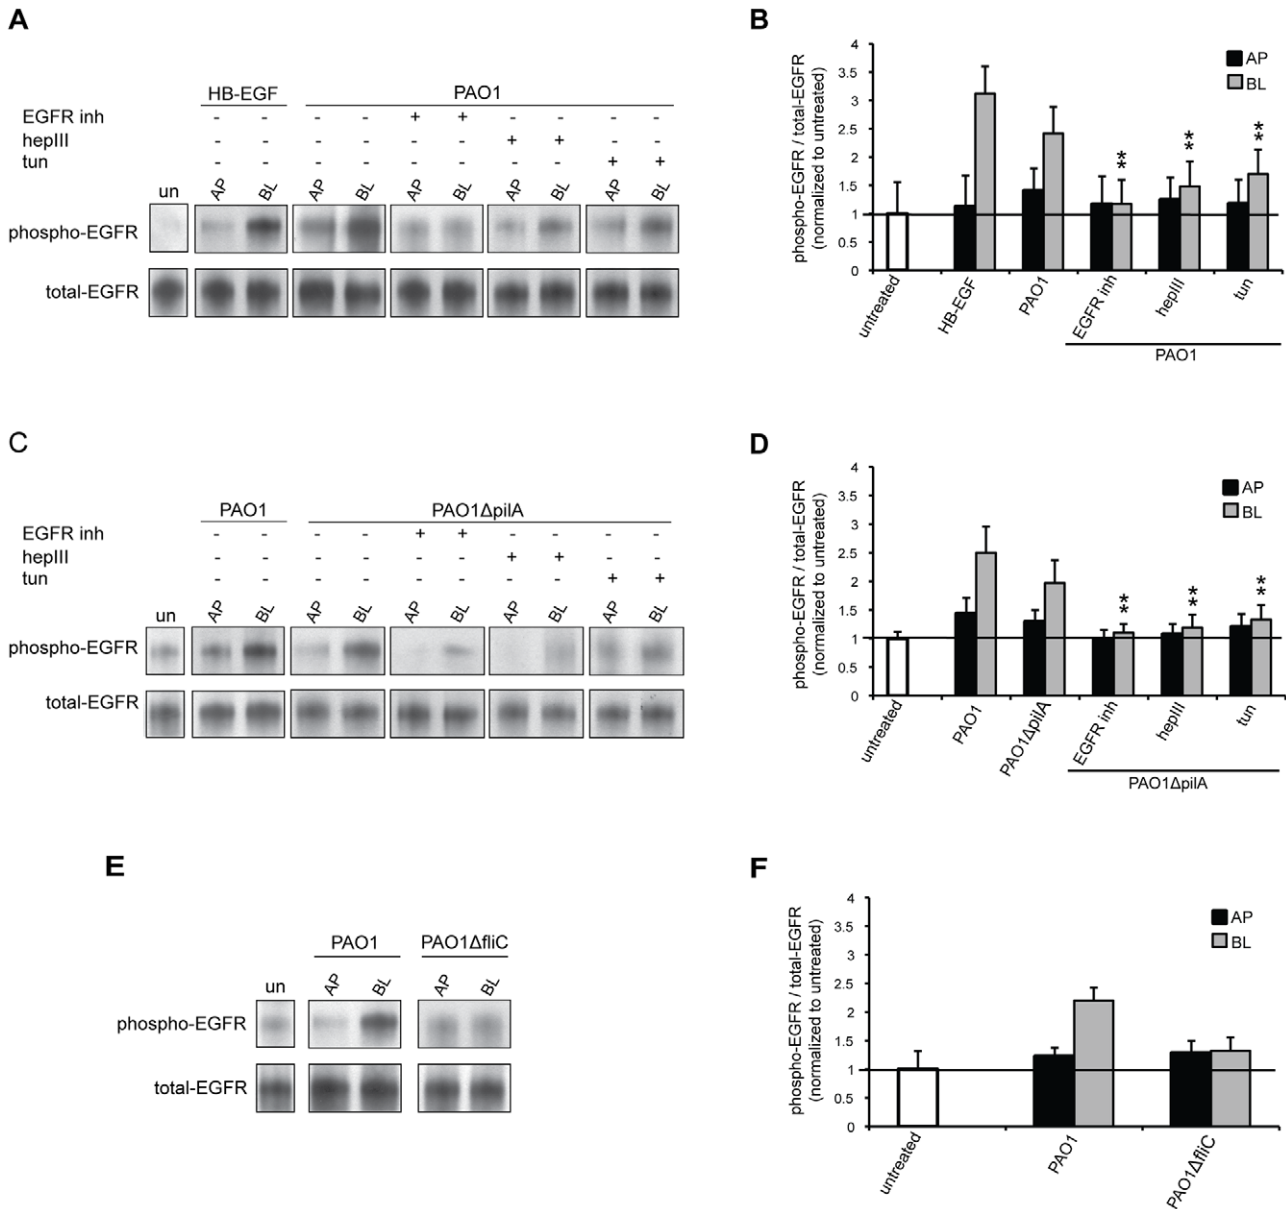 A
HB-EGF PAO1
EGFR inh - - - - + + - - - -
hepIII - - - - - - + + - -
tun - - - - - - - - + +
un AP BL AP BL AP BL AP BL AP BL
phospho-EGFR
total-EGFR
B
phospho-EGFR / total-EGFR
(normalized to untreated)
4
3.5
3
2.5
2
1.5
1
0.5
0
AP
BL
** ** **
untreated HB-EGF PAO1 EGFR inh hepIII tun
PAO1
C
PAO1 PAO1ΔpilA
EGFR inh - - - - + + - - - -
hepIII - - - - - - + + - -
tun - - - - - - - - + +
un AP BL AP BL AP BL AP BL AP BL
phospho-EGFR
total-EGFR
D
phospho-EGFR / total-EGFR
(normalized to untreated)
4
3.5
3
2.5
2
1.5
1
0.5
0
AP
BL
** ** **
untreated PAO1 PAO1ΔpilA EGFR inh hepIII tun
PAO1ΔpilA
E
PAO1 PAO1ΔfliC
un AP BL AP BL
phospho-EGFR
total-EGFR
F
phospho-EGFR / total-EGFR
(normalized to untreated)
4
3.5
3
2.5
2
1.5
1
0.5
0
AP
BL
untreated PAO1 PAO1ΔfliC